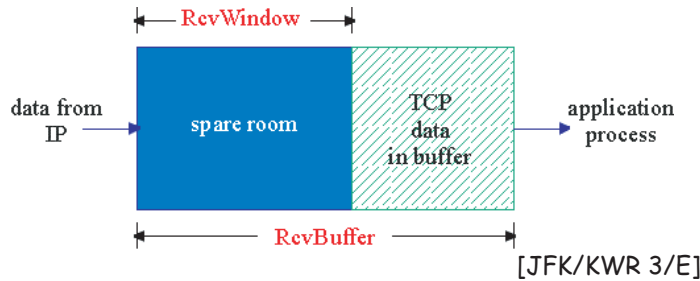 RcvWindow
data from
IP
spare room
TCP
data
in buffer
application
process
RcvBuffer
[JFK/KWR 3/E]